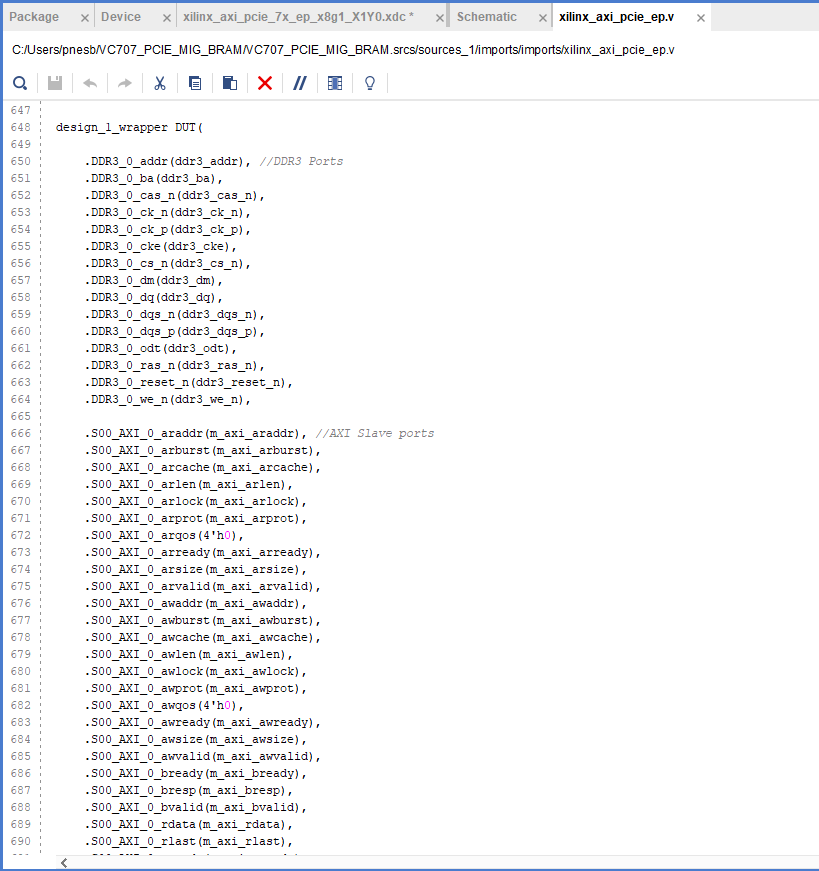 Package × Device × xilinx_axi_pcie_7x_ep_x8g1_X1Y0.xdc * × Schematic × xilinx_axi_pcie_ep.v ×
C:/Users/pnesb/VC707_PCIE_MIG_BRAM/VC707_PCIE_MIG_BRAM.srcs/sources_1/imports/imports/xilinx_axi_pcie_ep.v
647
648 design_1_wrapper DUT(
649
650 .DDR3_0_addr(ddr3_addr), //DDR3 Ports
651 .DDR3_0_ba(ddr3_ba),
652 .DDR3_0_cas_n(ddr3_cas_n),
653 .DDR3_0_ck_n(ddr3_ck_n),
654 .DDR3_0_ck_p(ddr3_ck_p),
655 .DDR3_0_cke(ddr3_cke),
656 .DDR3_0_cs_n(ddr3_cs_n),
657 .DDR3_0_dm(ddr3_dm),
658 .DDR3_0_dq(ddr3_dq),
659 .DDR3_0_dqs_n(ddr3_dqs_n),
660 .DDR3_0_dqs_p(ddr3_dqs_p),
661 .DDR3_0_odt(ddr3_odt),
662 .DDR3_0_ras_n(ddr3_ras_n),
663 .DDR3_0_reset_n(ddr3_reset_n),
664 .DDR3_0_we_n(ddr3_we_n),
665
666 .S00_AXI_0_araddr(m_axi_araddr), //AXI Slave ports
667 .S00_AXI_0_arburst(m_axi_arburst),
668 .S00_AXI_0_arcache(m_axi_arcache),
669 .S00_AXI_0_arlen(m_axi_arlen),
670 .S00_AXI_0_arlock(m_axi_arlock),
671 .S00_AXI_0_arprot(m_axi_arprot),
672 .S00_AXI_0_arqos(4'h0),
673 .S00_AXI_0_arready(m_axi_arready),
674 .S00_AXI_0_arsize(m_axi_arsize),
675 .S00_AXI_0_arvalid(m_axi_arvalid),
676 .S00_AXI_0_awaddr(m_axi_awaddr),
677 .S00_AXI_0_awburst(m_axi_awburst),
678 .S00_AXI_0_awcache(m_axi_awcache),
679 .S00_AXI_0_awlen(m_axi_awlen),
680 .S00_AXI_0_awlock(m_axi_awlock),
681 .S00_AXI_0_awprot(m_axi_awprot),
682 .S00_AXI_0_awqos(4'h0),
683 .S00_AXI_0_awready(m_axi_awready),
684 .S00_AXI_0_awsize(m_axi_awsize),
685 .S00_AXI_0_awvalid(m_axi_awvalid),
686 .S00_AXI_0_bready(m_axi_bready),
687 .S00_AXI_0_bresp(m_axi_bresp),
688 .S00_AXI_0_bvalid(m_axi_bvalid),
689 .S00_AXI_0_rdata(m_axi_rdata),
690 .S00_AXI_0_rlast(m_axi_rlast),